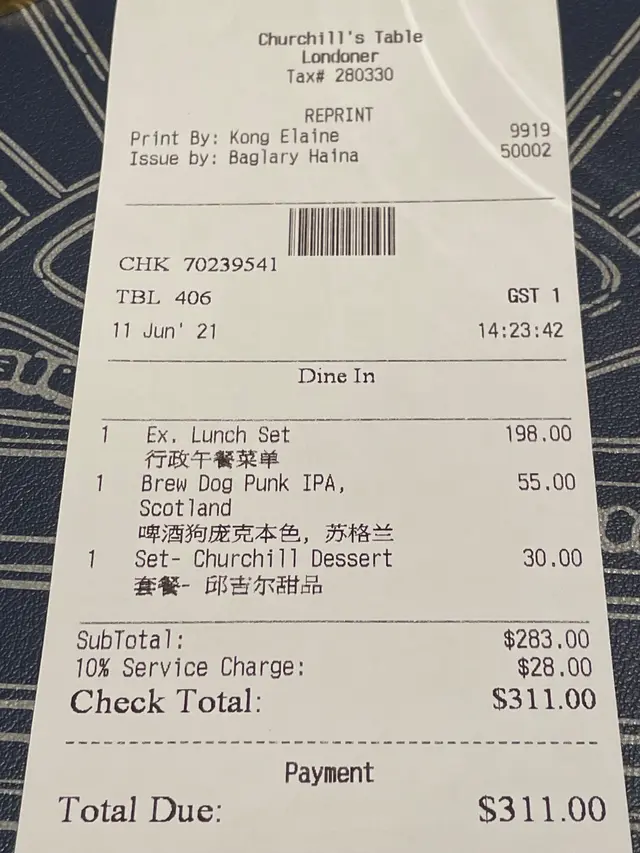 Churchill's Table
Londoner
Tax# 280330
REPRINT
Print By: Kong Elaine 9919
Issue by: Baglary Haina 50002
CHK 70239541
TBL 406 GST 1
11 Jun' 21 14:23:42
Dine In
1 Ex. Lunch Set 198.00
行政午餐菜单
1 Brew Dog Punk IPA, 55.00
Scotland
啤酒狗庞克本色, 苏格兰
1 Set- Churchill Dessert 30.00
套餐- 邱吉尔甜品
SubTotal: $283.00
10% Service Charge: $28.00
Check Total: $311.00
Payment
Total Due: $311.00